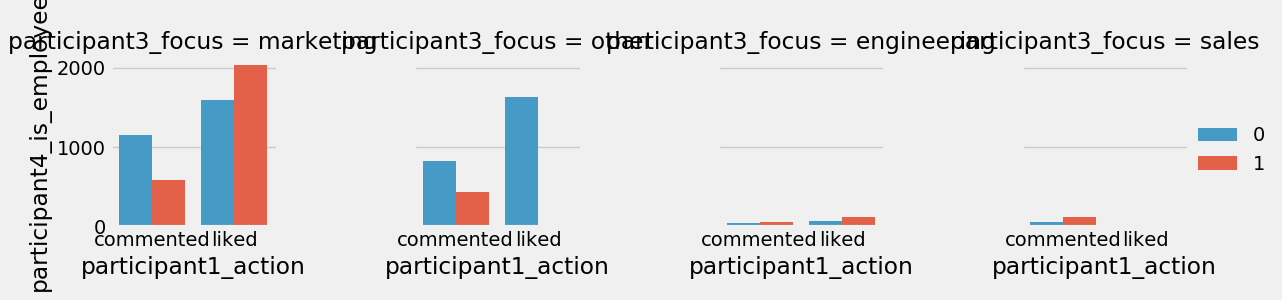 participant3_focus = marketing
participant3_focus = other
participant3_focus = engineering
participant3_focus = sales
participant4_is_employee
2000
1000
0
commented liked
commented liked
commented liked
commented liked
participant1_action
participant1_action
participant1_action
participant1_action
0
1